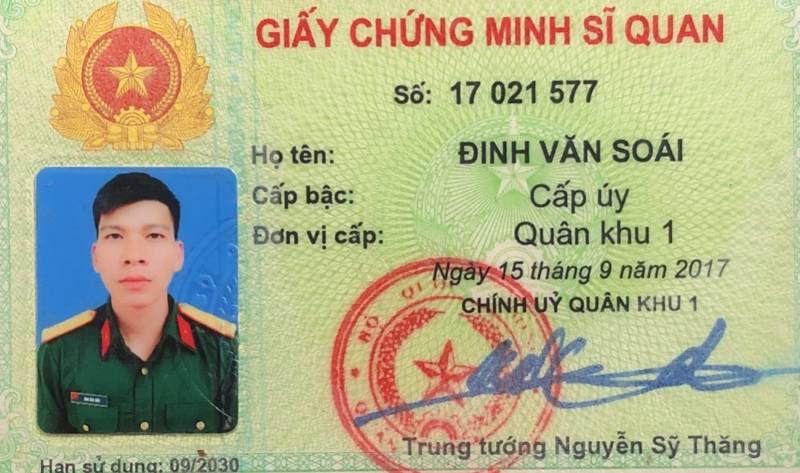 GIẤY CHỨNG MINH SĨ QUAN
Số: 17 021 577
Họ tên: ĐINH VĂN SOÁI
Cấp bậc: Cấp úy
Đơn vị cấp: Quân khu 1
Ngày 15 tháng 9 năm 2017
CHÍNH UỶ QUÂN KHU 1
Trung tướng Nguyễn Sỹ Thăng
Hạn sử dụng: 09/2030